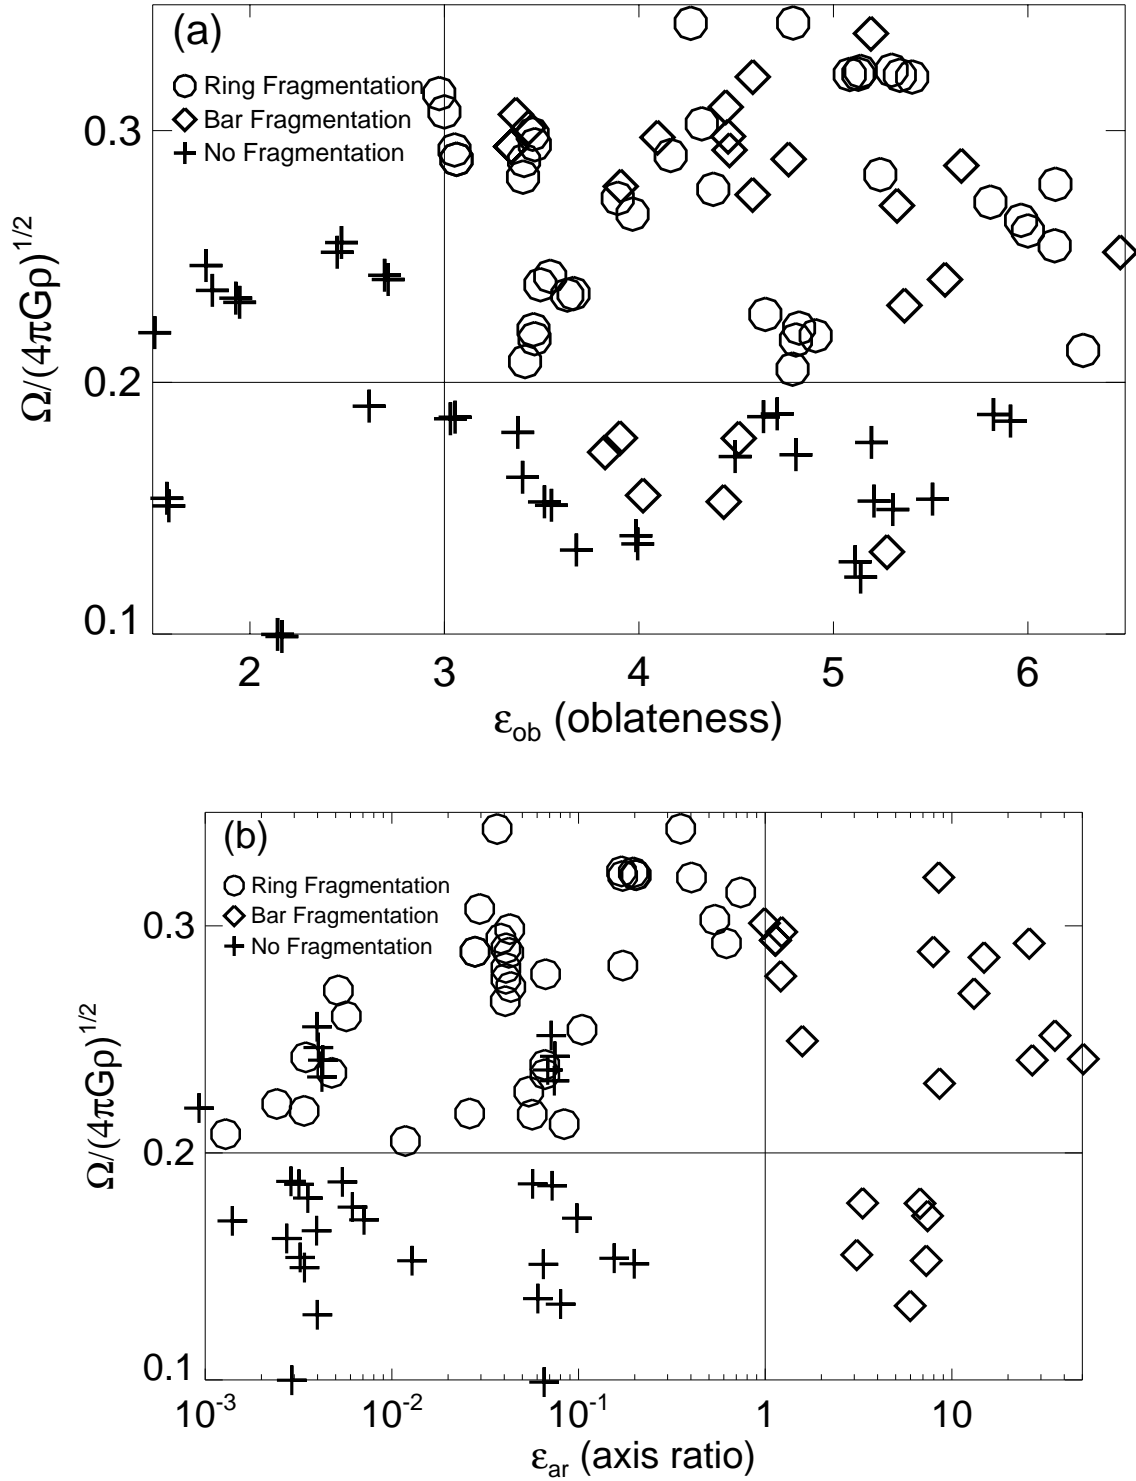 (a)
Ring Fragmentation
Bar Fragmentation
No Fragmentation
0.3
0.2
0.1
Ω/(4πGρ)1/2
2 3 4 5 6
εob (oblateness)
(b)
Ring Fragmentation
Bar Fragmentation
No Fragmentation
0.3
0.2
0.1
Ω/(4πGρ)1/2
10-3 10-2 10-1 1 10
εar (axis ratio)